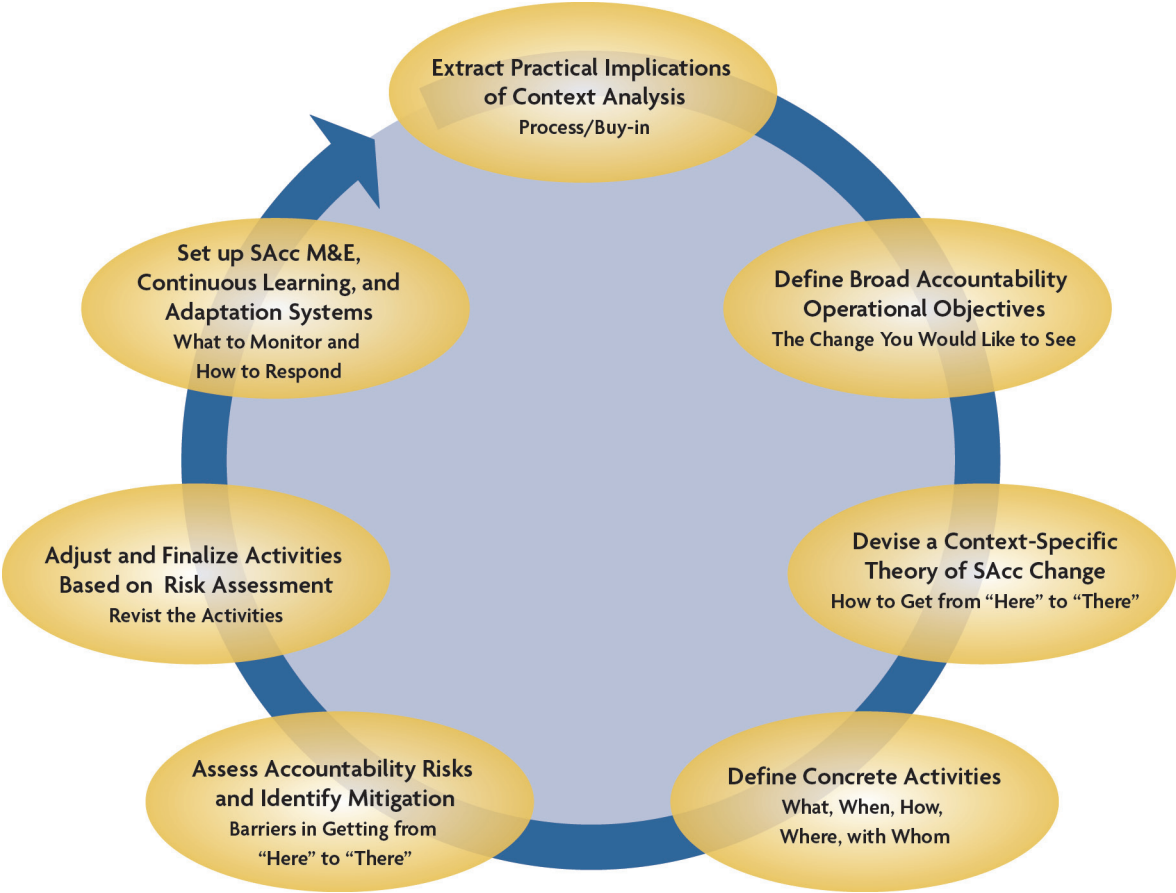 Extract Practical Implications
of Context Analysis
Process/Buy-in
Define Broad Accountability
Operational Objectives
The Change You Would Like to See
Devise a Context-Specific
Theory of SAcc Change
How to Get from “Here” to “There”
Define Concrete Activities
What, When, How,
Where, with Whom
Assess Accountability Risks
and Identify Mitigation
Barriers in Getting from
“Here” to “There”
Adjust and Finalize Activities
Based on Risk Assessment
Revist the Activities
Set up SAcc M&E,
Continuous Learning, and
Adaptation Systems
What to Monitor and
How to Respond